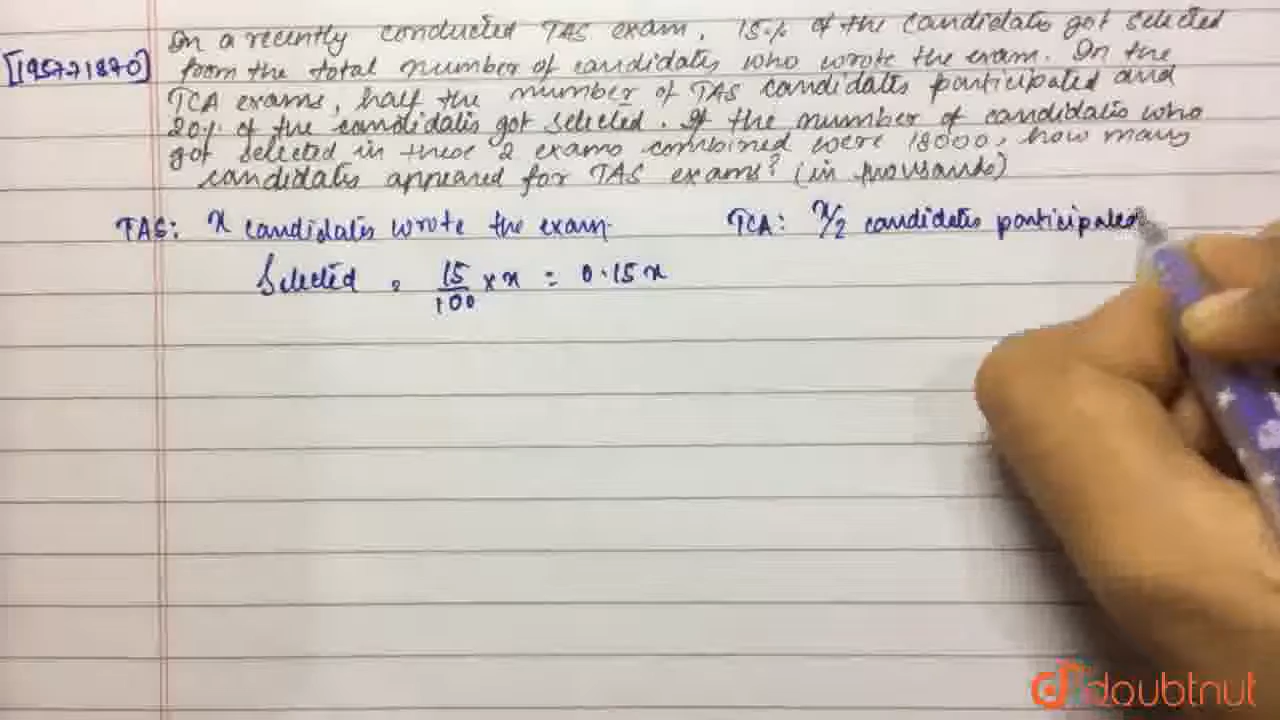 In a recently conducted TAS exam, 15% of the candidates got selected
[195771870] from the total number of candidates who wrote the exam. In the
TCA exams, half the number of TAS candidates participated and
20% of the candidates got selected. If the number of candidates who
got selected in these 2 exams combined were 18000, how many
candidates appeared for TAS exams? (in thousands)
TAS: x candidates wrote the exam
TCA: x/2 candidates participated
Selected = 15/100 × x = 0.15x
doubtnut